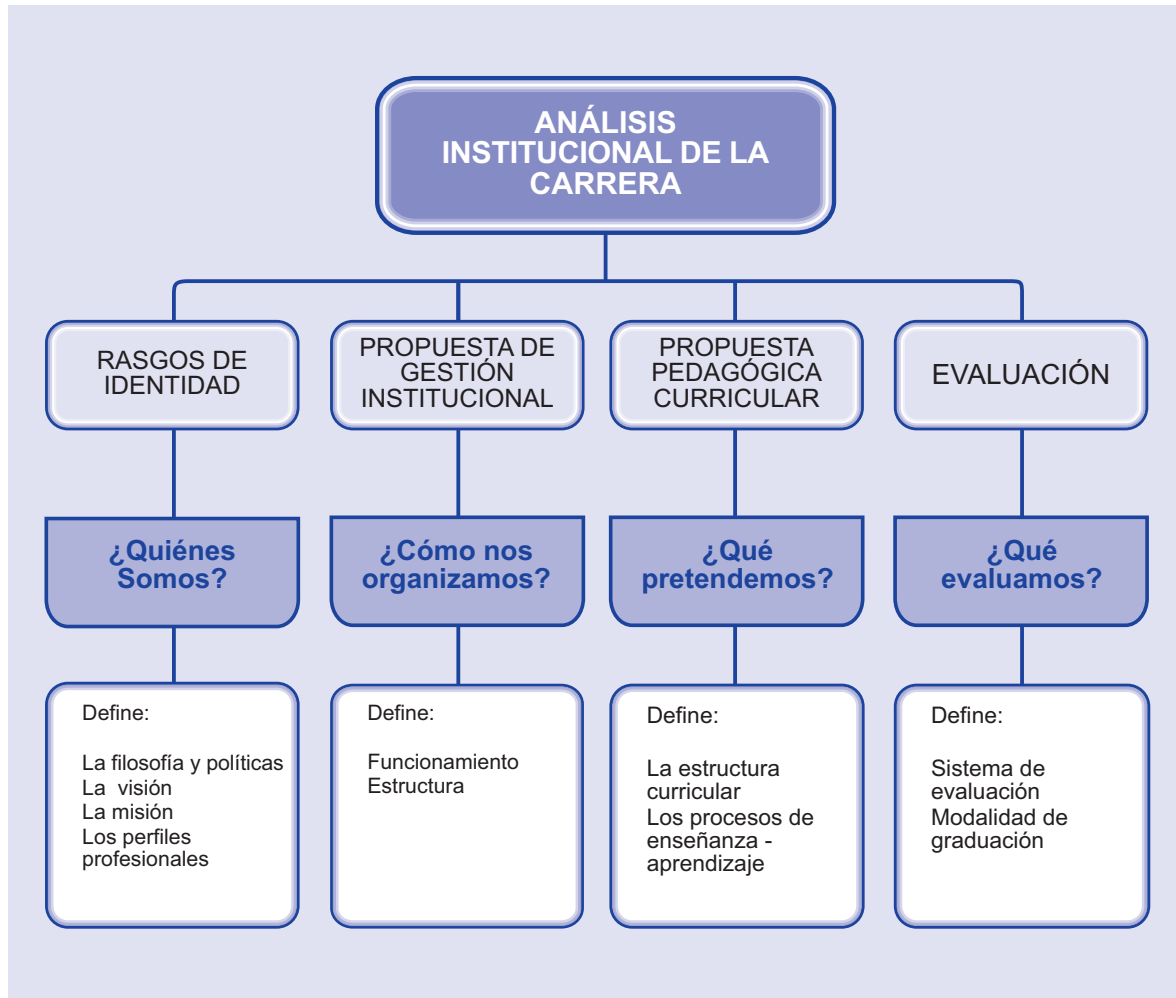 ANÁLISIS
INSTITUCIONAL DE LA
CARRERA
RASGOS DE
IDENTIDAD
PROPUESTA DE
GESTIÓN
INSTITUCIONAL
PROPUESTA
PEDAGÓGICA
CURRICULAR
EVALUACIÓN
¿Quiénes
Somos?
¿Cómo nos
organizamos?
¿Qué
pretendemos?
¿Qué
evaluamos?
Define:
La filosofía y políticas
La visión
La misión
Los perfiles
profesionales
Define:
Funcionamiento
Estructura
Define:
La estructura
curricular
Los procesos de
enseñanza -
aprendizaje
Define:
Sistema de
evaluación
Modalidad de
graduación